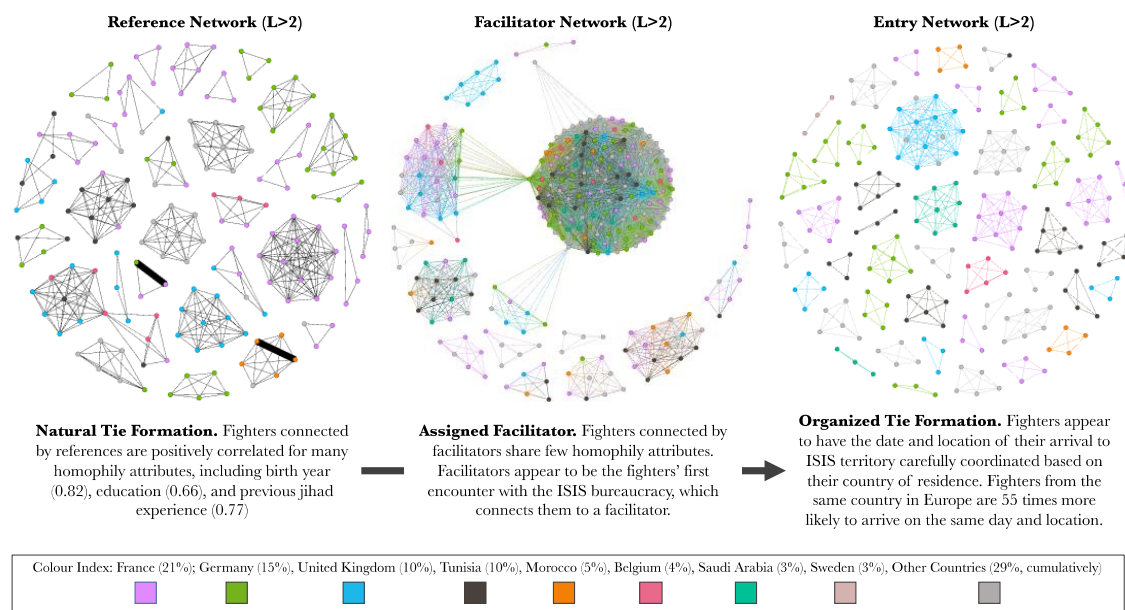 Reference Network (L>2)
Facilitator Network (L>2)
Entry Network (L>2)
Natural Tie Formation. Fighters connected
by references are positively correlated for many
homophily attributes, including birth year
(0.82), education (0.66), and previous jihad
experience (0.77)
Assigned Facilitator. Fighters connected by
facilitators share few homophily attributes.
Facilitators appear to be the fighters' first
encounter with the ISIS bureaucracy, which
connects them to a facilitator.
Organized Tie Formation. Fighters appear
to have the date and location of their arrival to
ISIS territory carefully coordinated based on
their country of residence. Fighters from the
same country in Europe are 55 times more
likely to arrive on the same day and location.
Colour Index: France (21%); Germany (15%), United Kingdom (10%), Tunisia (10%), Morocco (5%), Belgium (4%), Saudi Arabia (3%), Sweden (3%), Other Countries (29%, cumulatively)